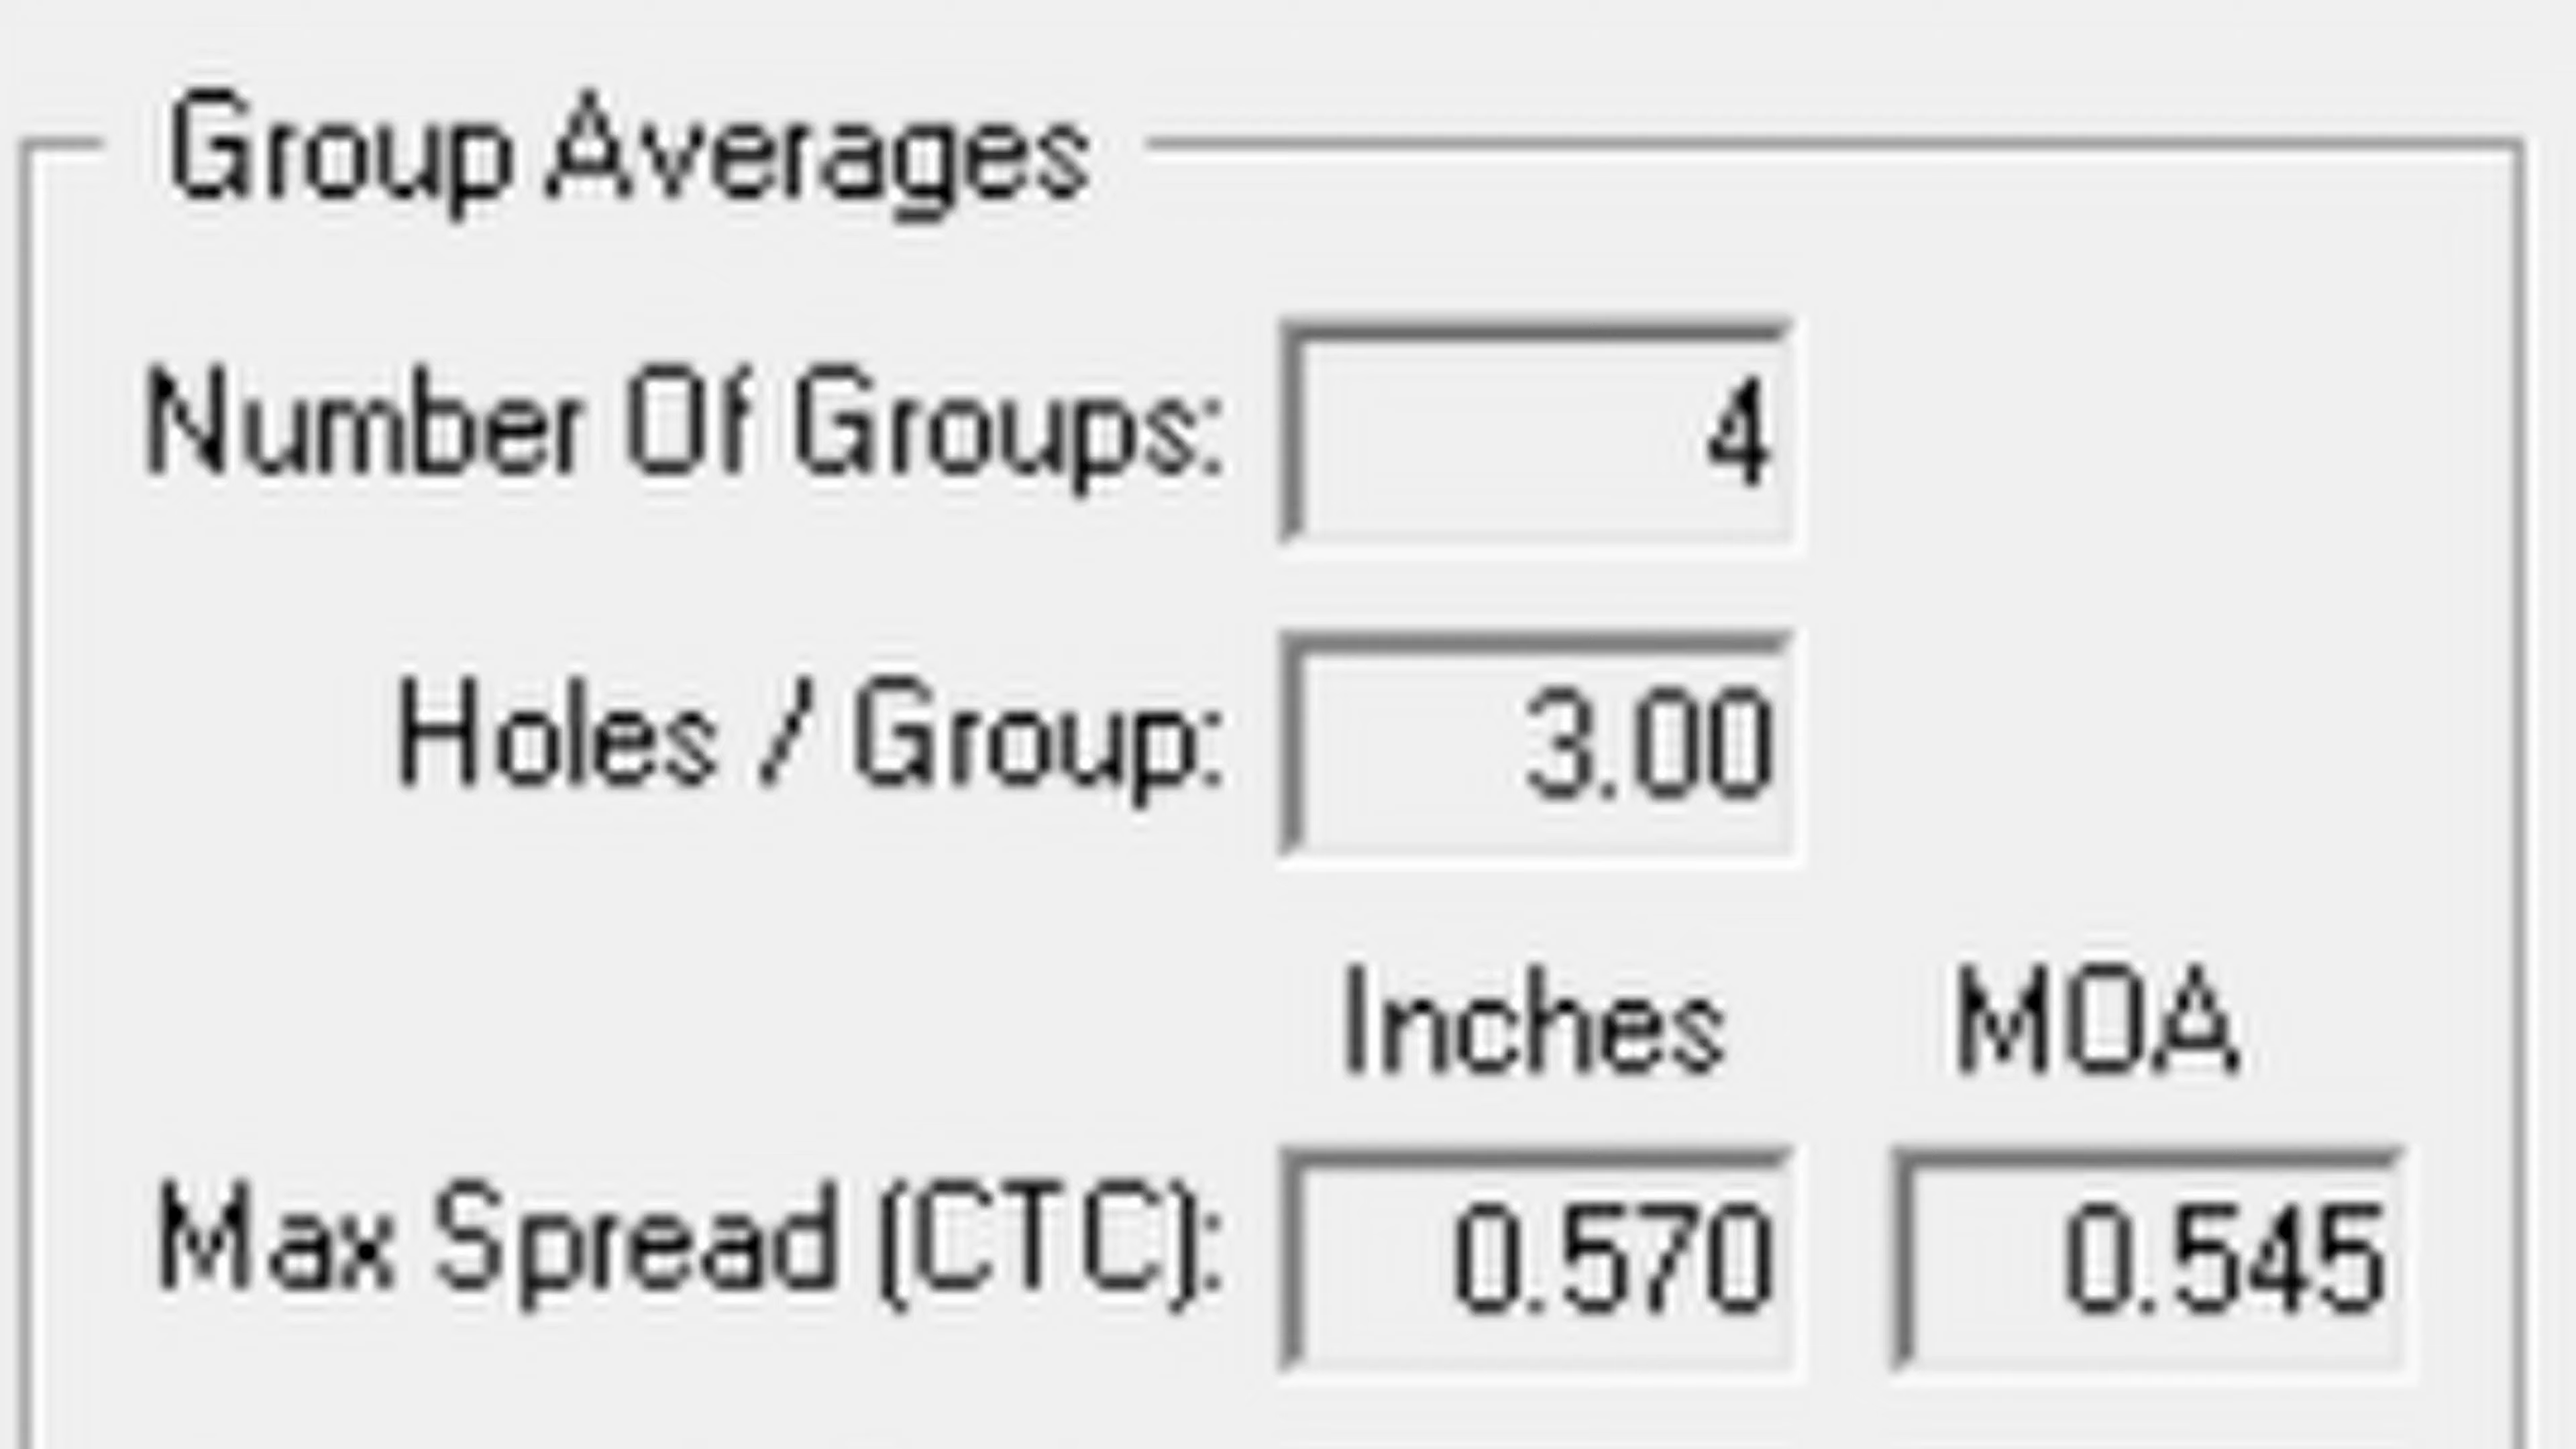 Group Averages
Number Of Groups: 4
Holes / Group: 3.00
Inches MOA
Max Spread (CTC): 0.570 0.545